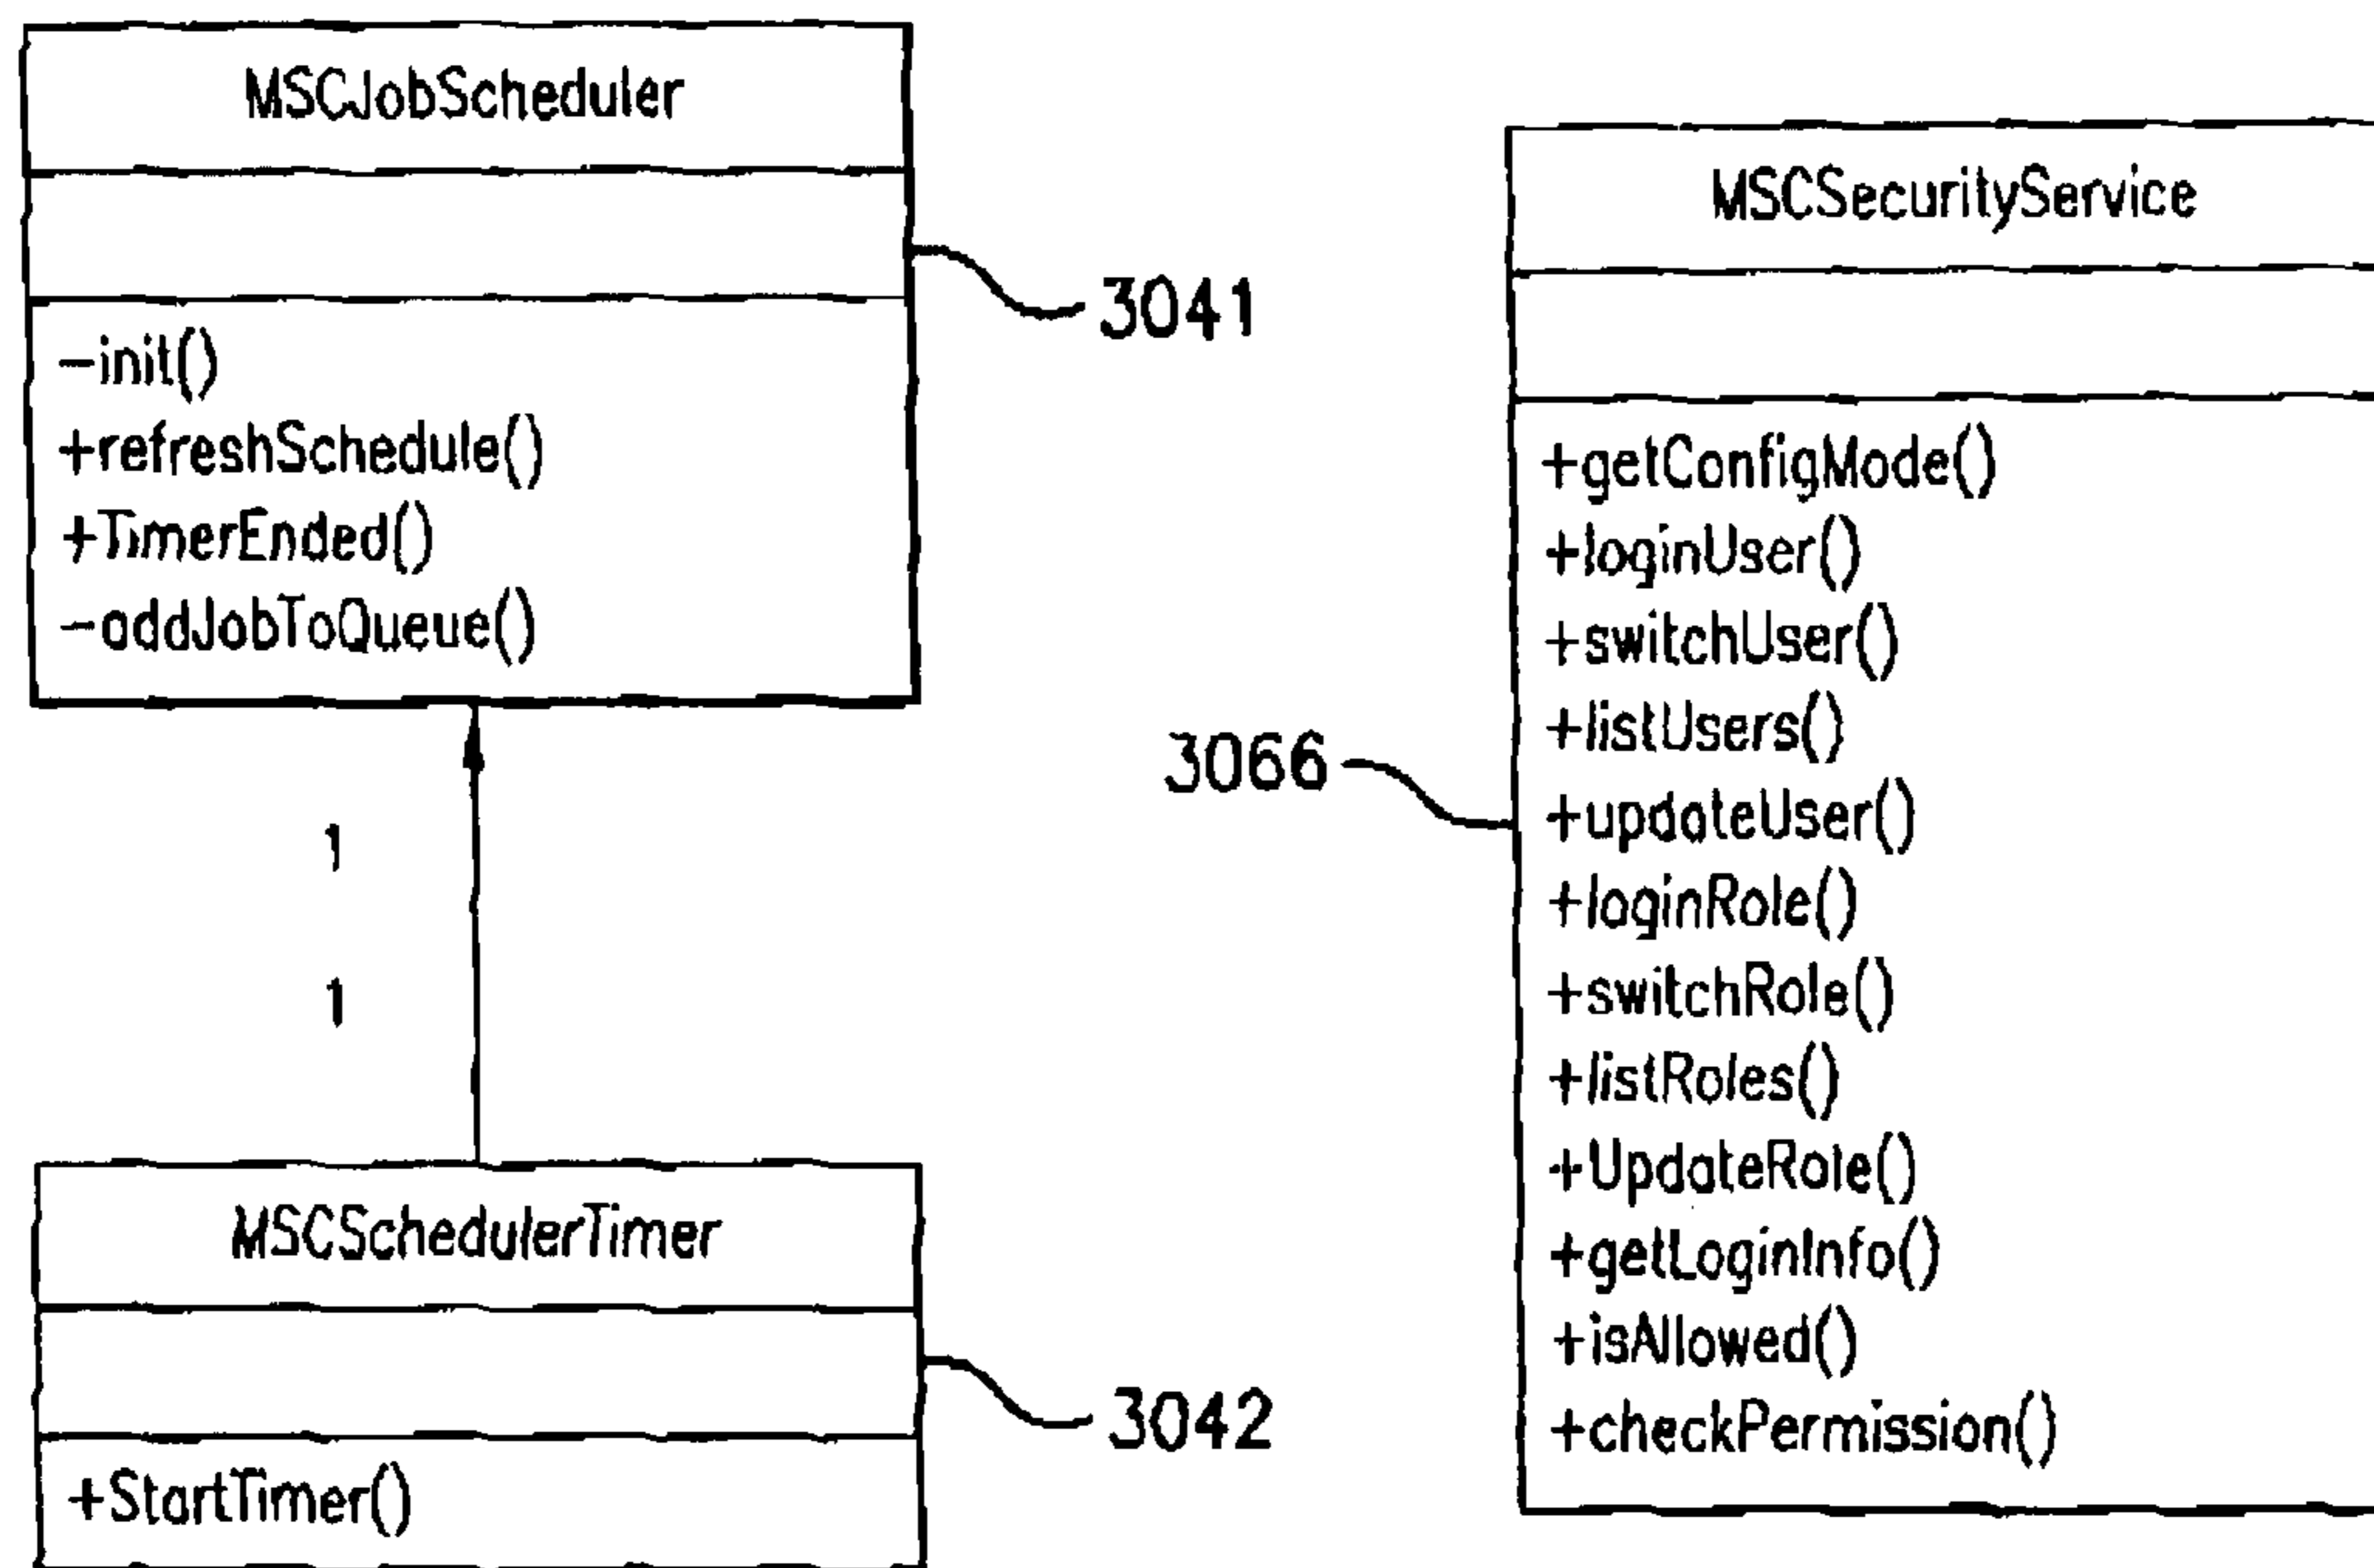 MSCJobScheduler
-init()
+refreshSchedule()
+TimerEnded()
-addJobToQueue()
3041
1
1
MSCSchedulerTimer
+StartTimer()
3042
MSCSecurityService
+getConfigMode()
+loginUser()
+switchUser()
+listUsers()
+updateUser()
+loginRole()
+switchRole()
+listRoles()
+UpdateRole()
+getLoginInfo()
+isAllowed()
+checkPermission()
3066